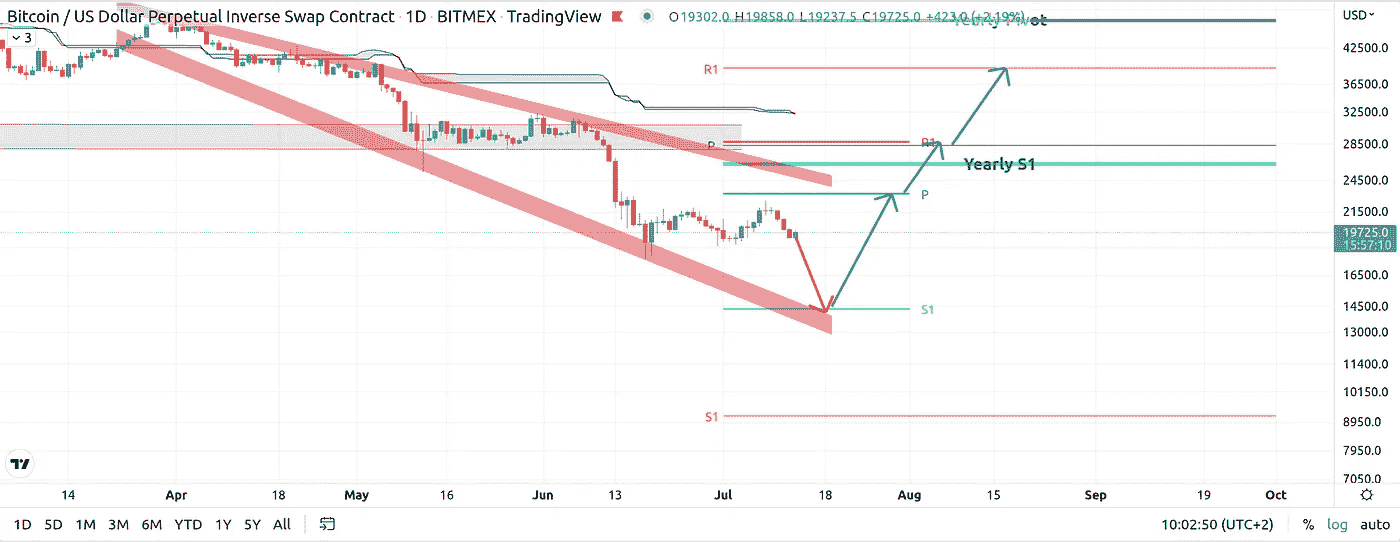 Bitcoin / US Dollar Perpetual Inverse Swap Contract · 1D · BITMEX · TradingView O19302.0 H19858.0 L19237.5 C19725.0 +423.0 (+2.19%)
USD
3
Yearly Pivot
42500.0
R1
36500.0
32500.0
R1
P
28500.0
Yearly S1
24500.0
P
21500.0
19725.0
15:57:10
16500.0
S1
14500.0
13000.0
11400.0
10150.0
S1
8950.0
7950.0
7050.0
14 Apr 18 May 16 Jun 13 Jul 18 Aug 15 Sep 19 Oct
1D 5D 1M 3M 6M YTD 1Y 5Y All 10:02:50 (UTC+2) % log auto